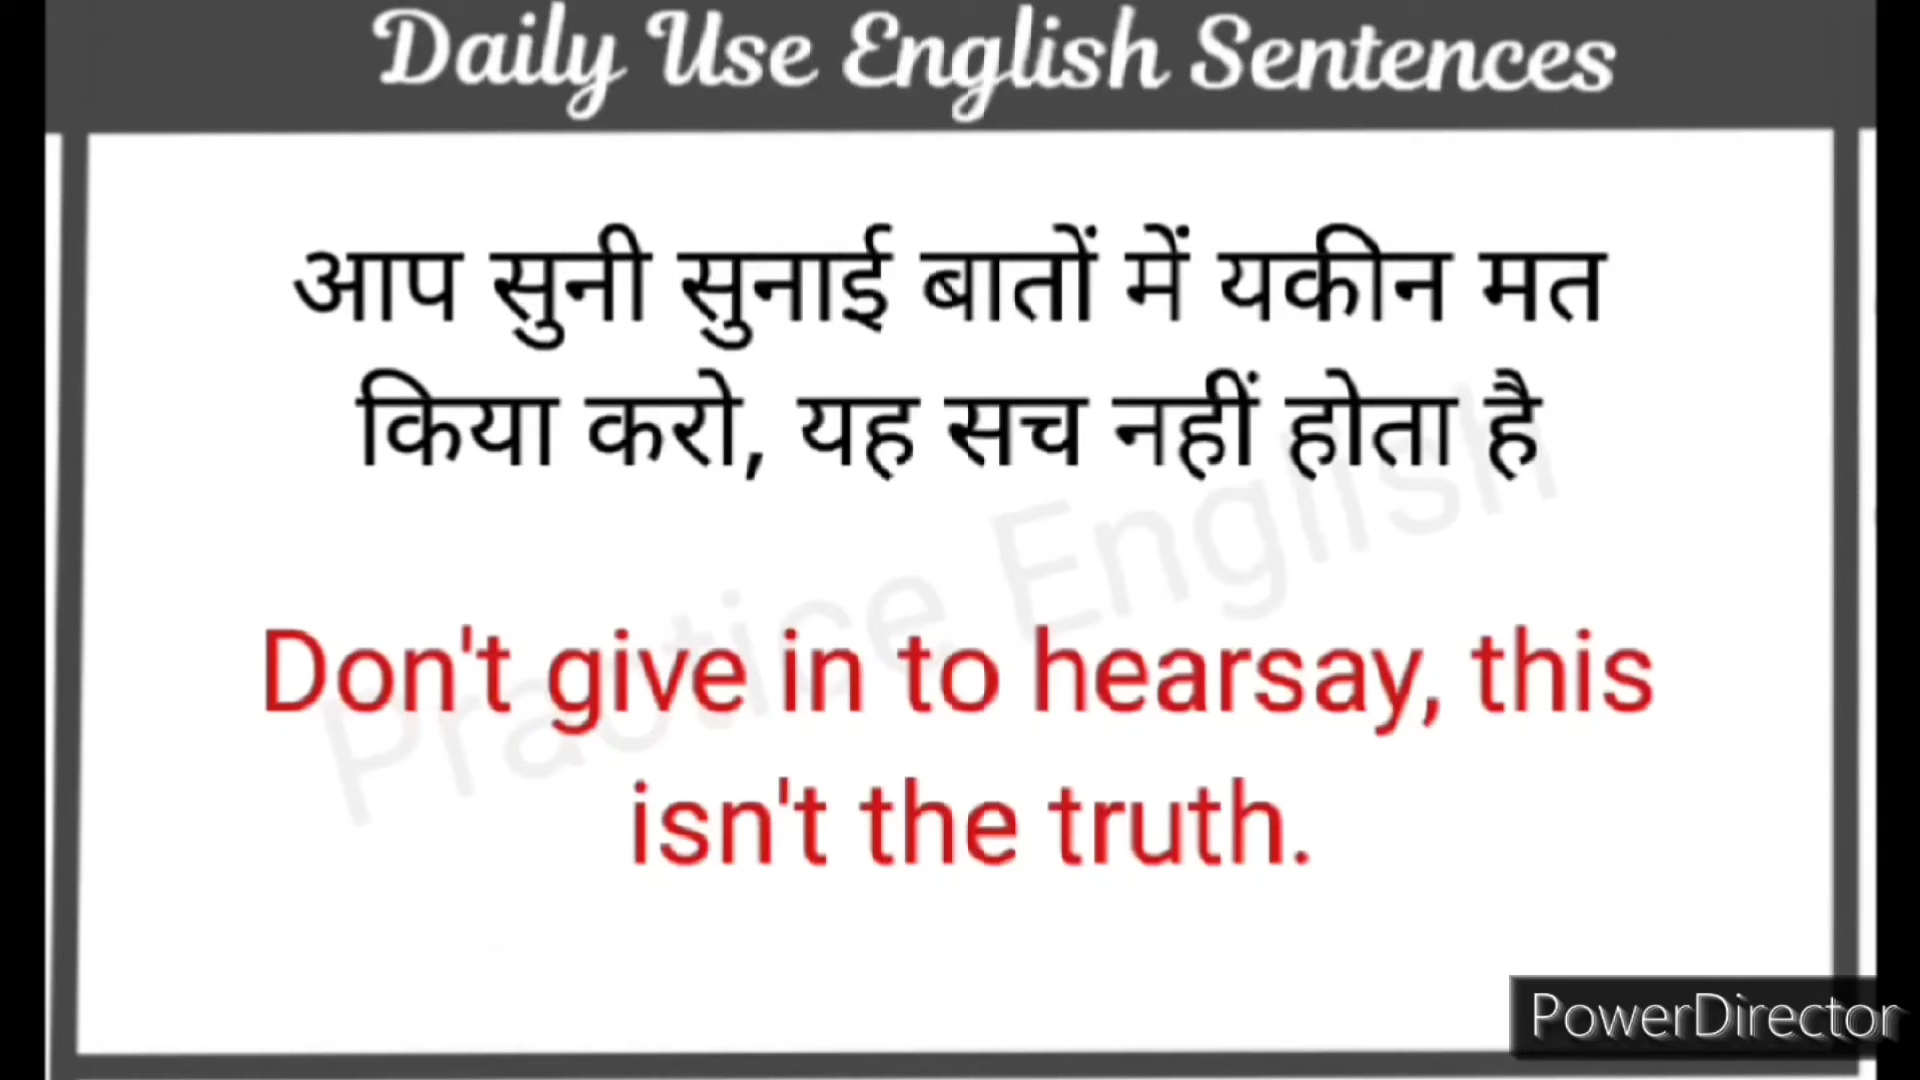 Daily Use English Sentences
आप सुनी सुनाई बातों में यकीन मत
किया करो, यह सच नहीं होता है
Practice English
Don't give in to hearsay, this
isn't the truth.
PowerDirector